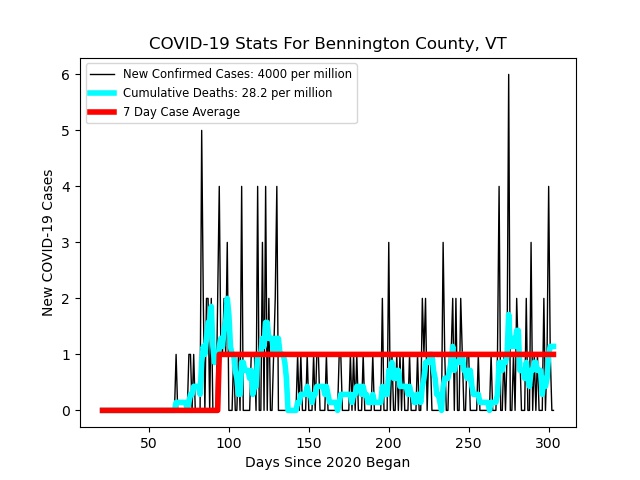 COVID-19 Stats For Bennington County, VT
New Confirmed Cases: 4000 per million
Cumulative Deaths: 28.2 per million
7 Day Case Average
New COVID-19 Cases
6
5
4
3
2
1
0
50 100 150 200 250 300
Days Since 2020 Began